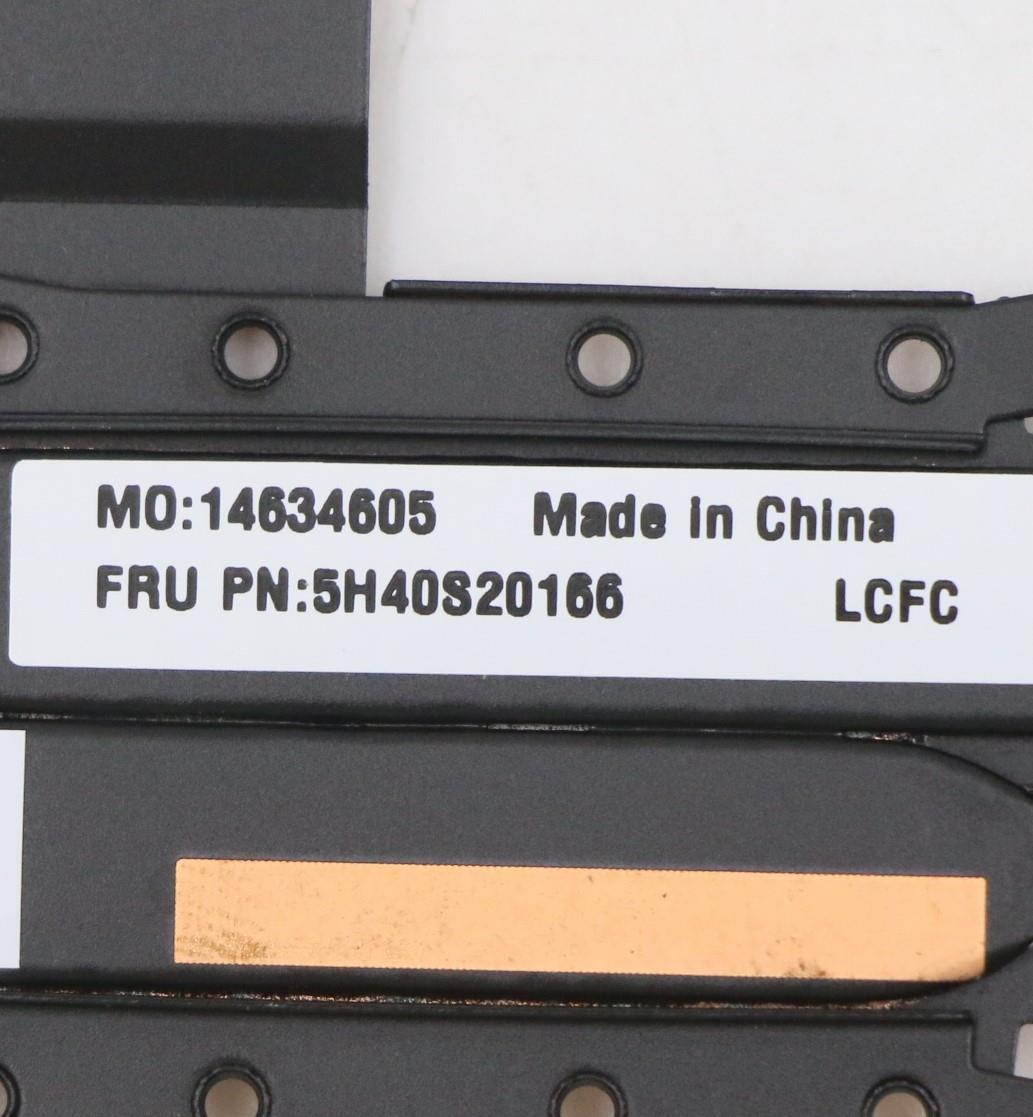 MO:14634605 Made in China
FRU PN:5H40S20166 LCFC